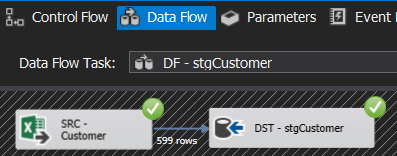 Control Flow Data Flow Parameters Event
Data Flow Task: DF - stgCustomer
SRC -
Customer
DST - stgCustomer
599 rows